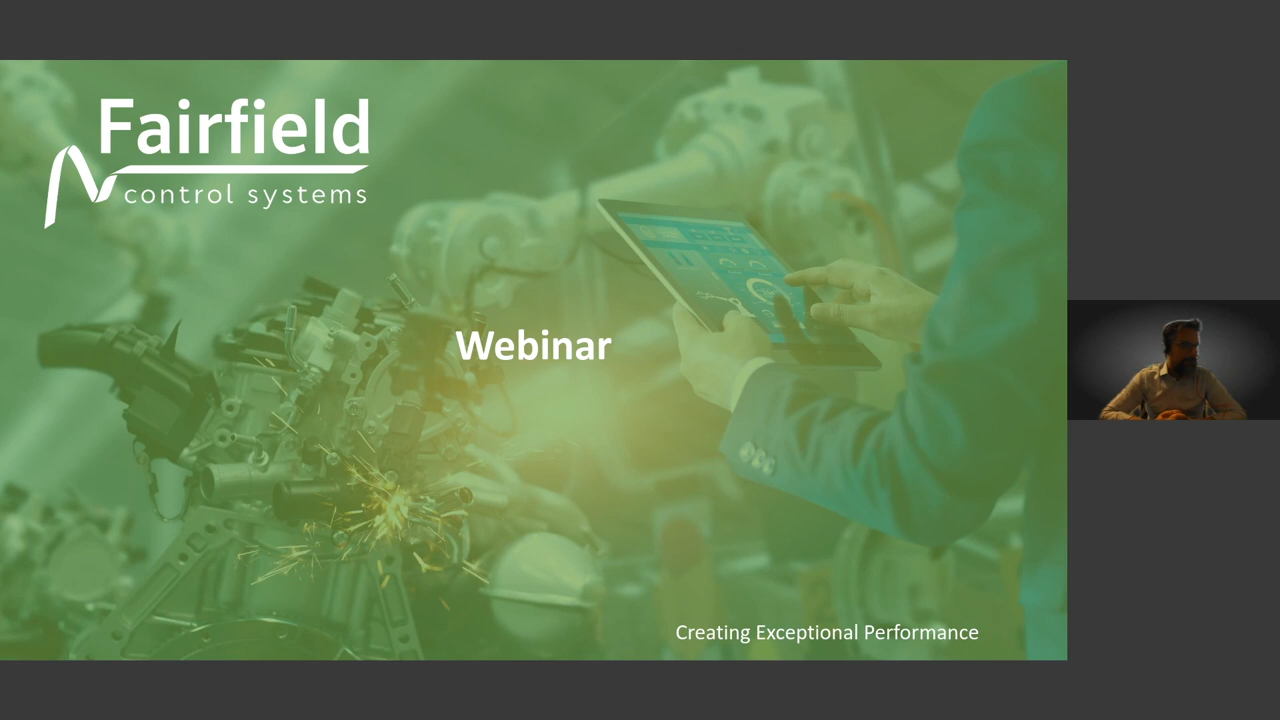 Fairfield
control systems
Webinar
Creating Exceptional Performance